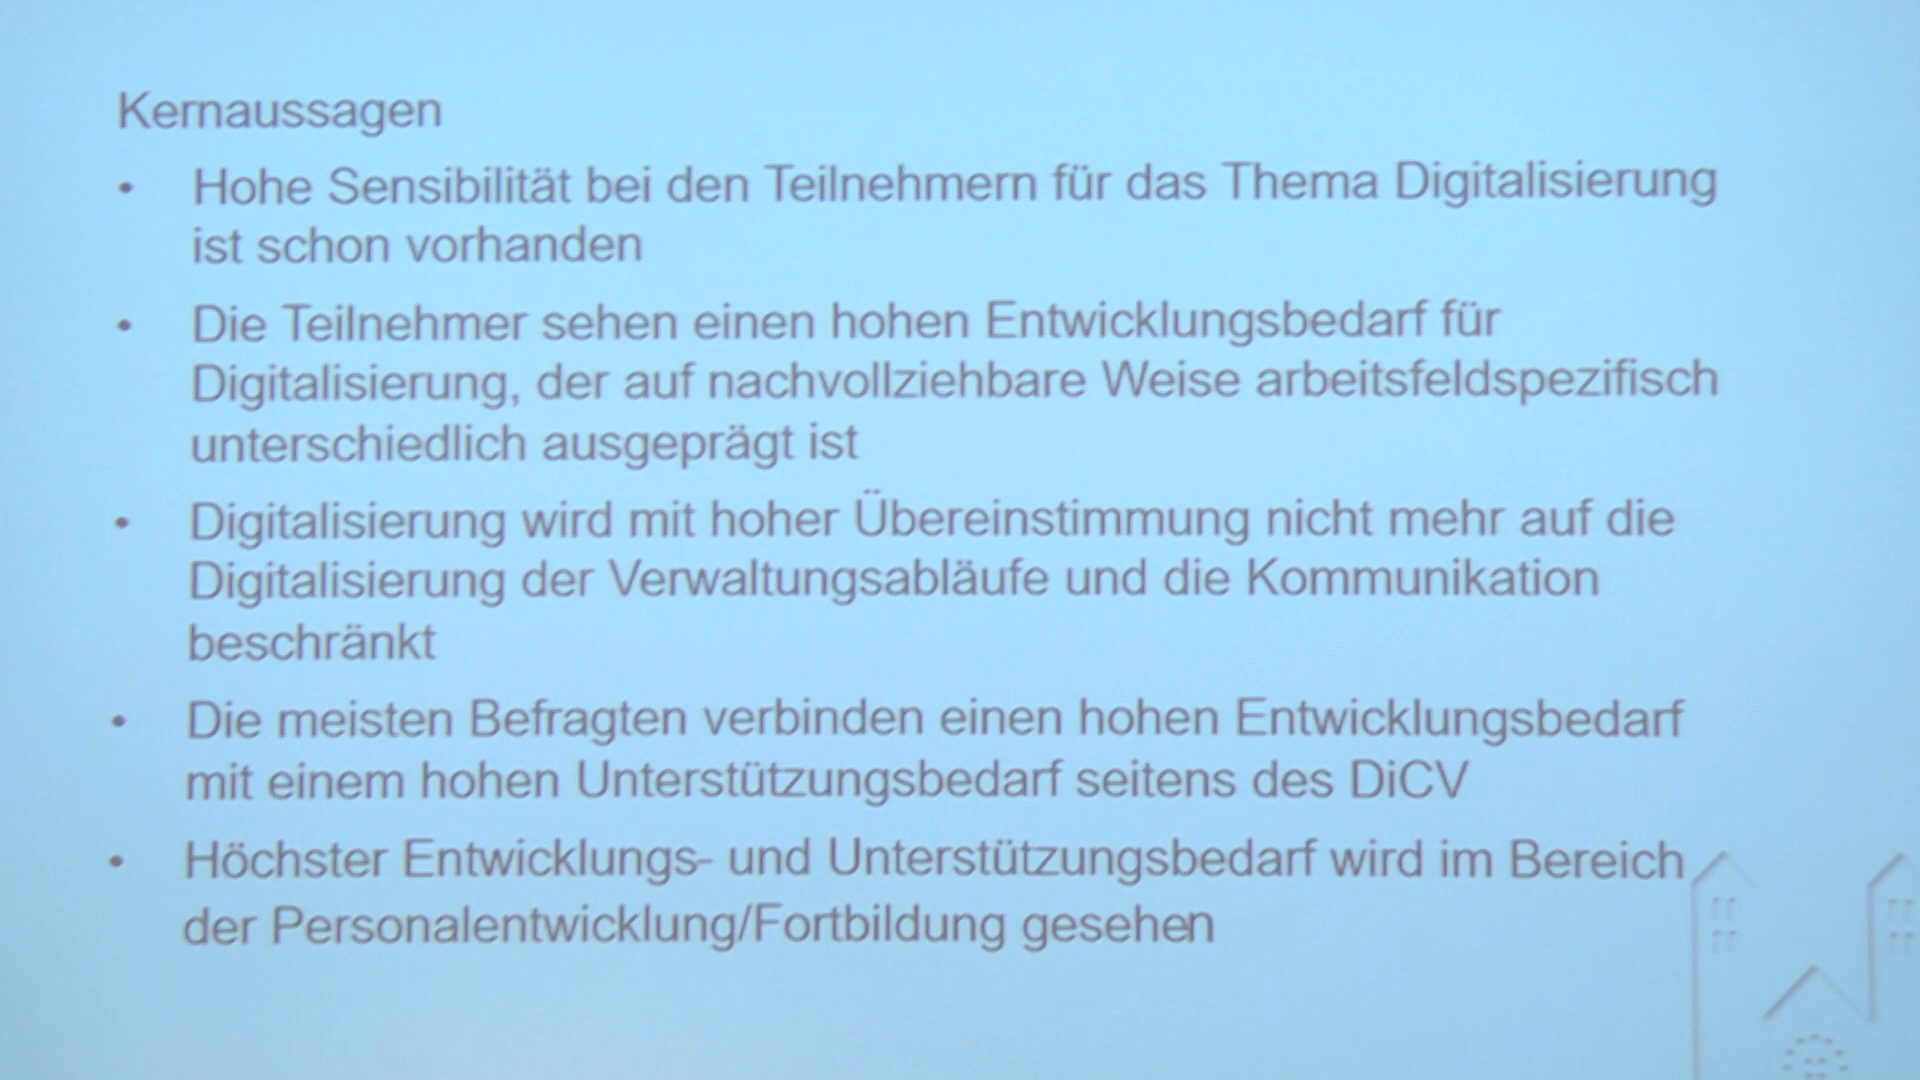 Kernaussagen
• Hohe Sensibilität bei den Teilnehmern für das Thema Digitalisierung
ist schon vorhanden
• Die Teilnehmer sehen einen hohen Entwicklungsbedarf für
Digitalisierung, der auf nachvollziehbare Weise arbeitsfeldspezifisch
unterschiedlich ausgeprägt ist
• Digitalisierung wird mit hoher Übereinstimmung nicht mehr auf die
Digitalisierung der Verwaltungsabläufe und die Kommunikation
beschränkt
• Die meisten Befragten verbinden einen hohen Entwicklungsbedarf
mit einem hohen Unterstützungsbedarf seitens des DiCV
• Höchster Entwicklungs- und Unterstützungsbedarf wird im Bereich
der Personalentwicklung/Fortbildung gesehen